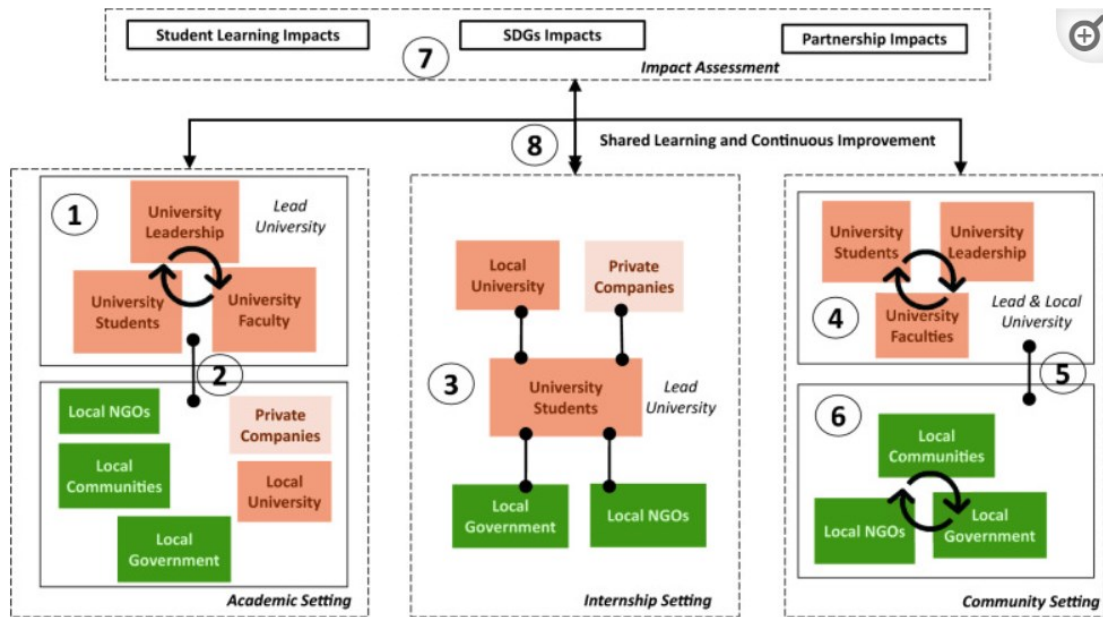 Student Learning Impacts
SDGs Impacts
Partnership Impacts
7
Impact Assessment
8
Shared Learning and Continuous Improvement
1
University
Leadership
Lead
University
University
Students
University
Faculty
2
Local NGOs
Private
Companies
Local
Communities
Local
University
Local
Government
Academic Setting
Local
University
Private
Companies
3
University
Students
Lead
University
Local
Government
Local NGOs
Internship Setting
University
Students
University
Leadership
4
University
Faculties
Lead & Local
University
5
6
Local
Communities
Local NGOs
Local
Government
Community Setting